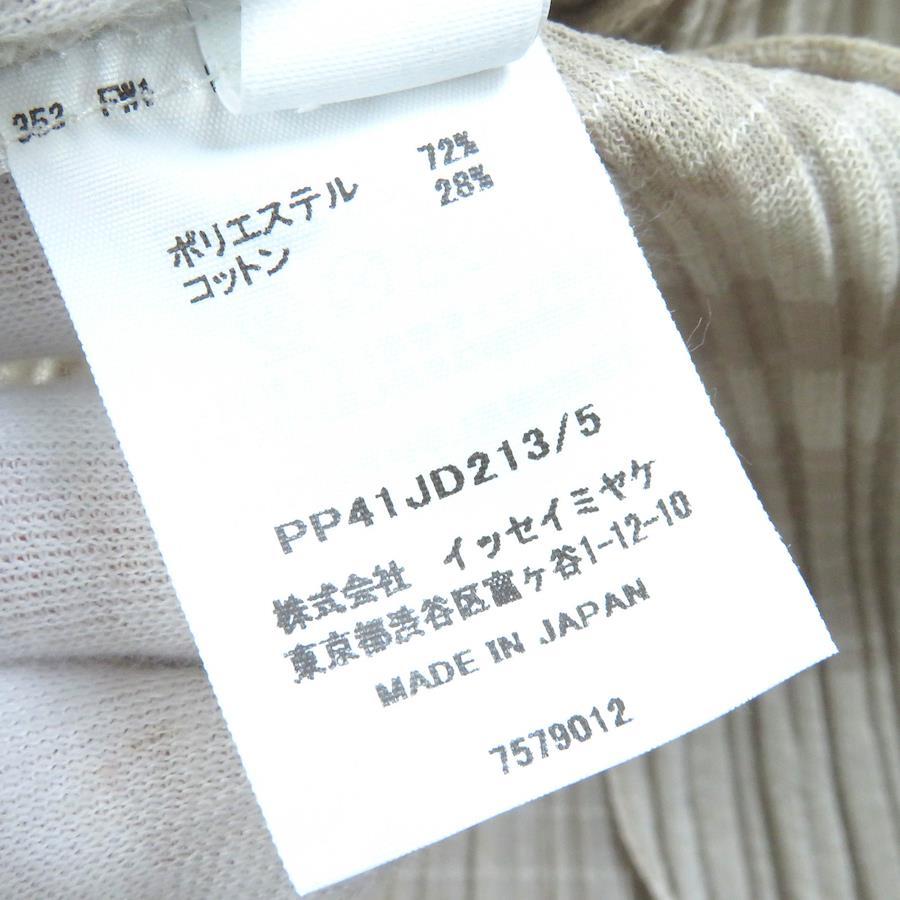 353 FW1
ポリエステル 72%
コットン 28%
PP41JD213/5
株式会社 イッセイミヤケ
東京都渋谷区富ヶ谷1-12-10
MADE IN JAPAN
7579012